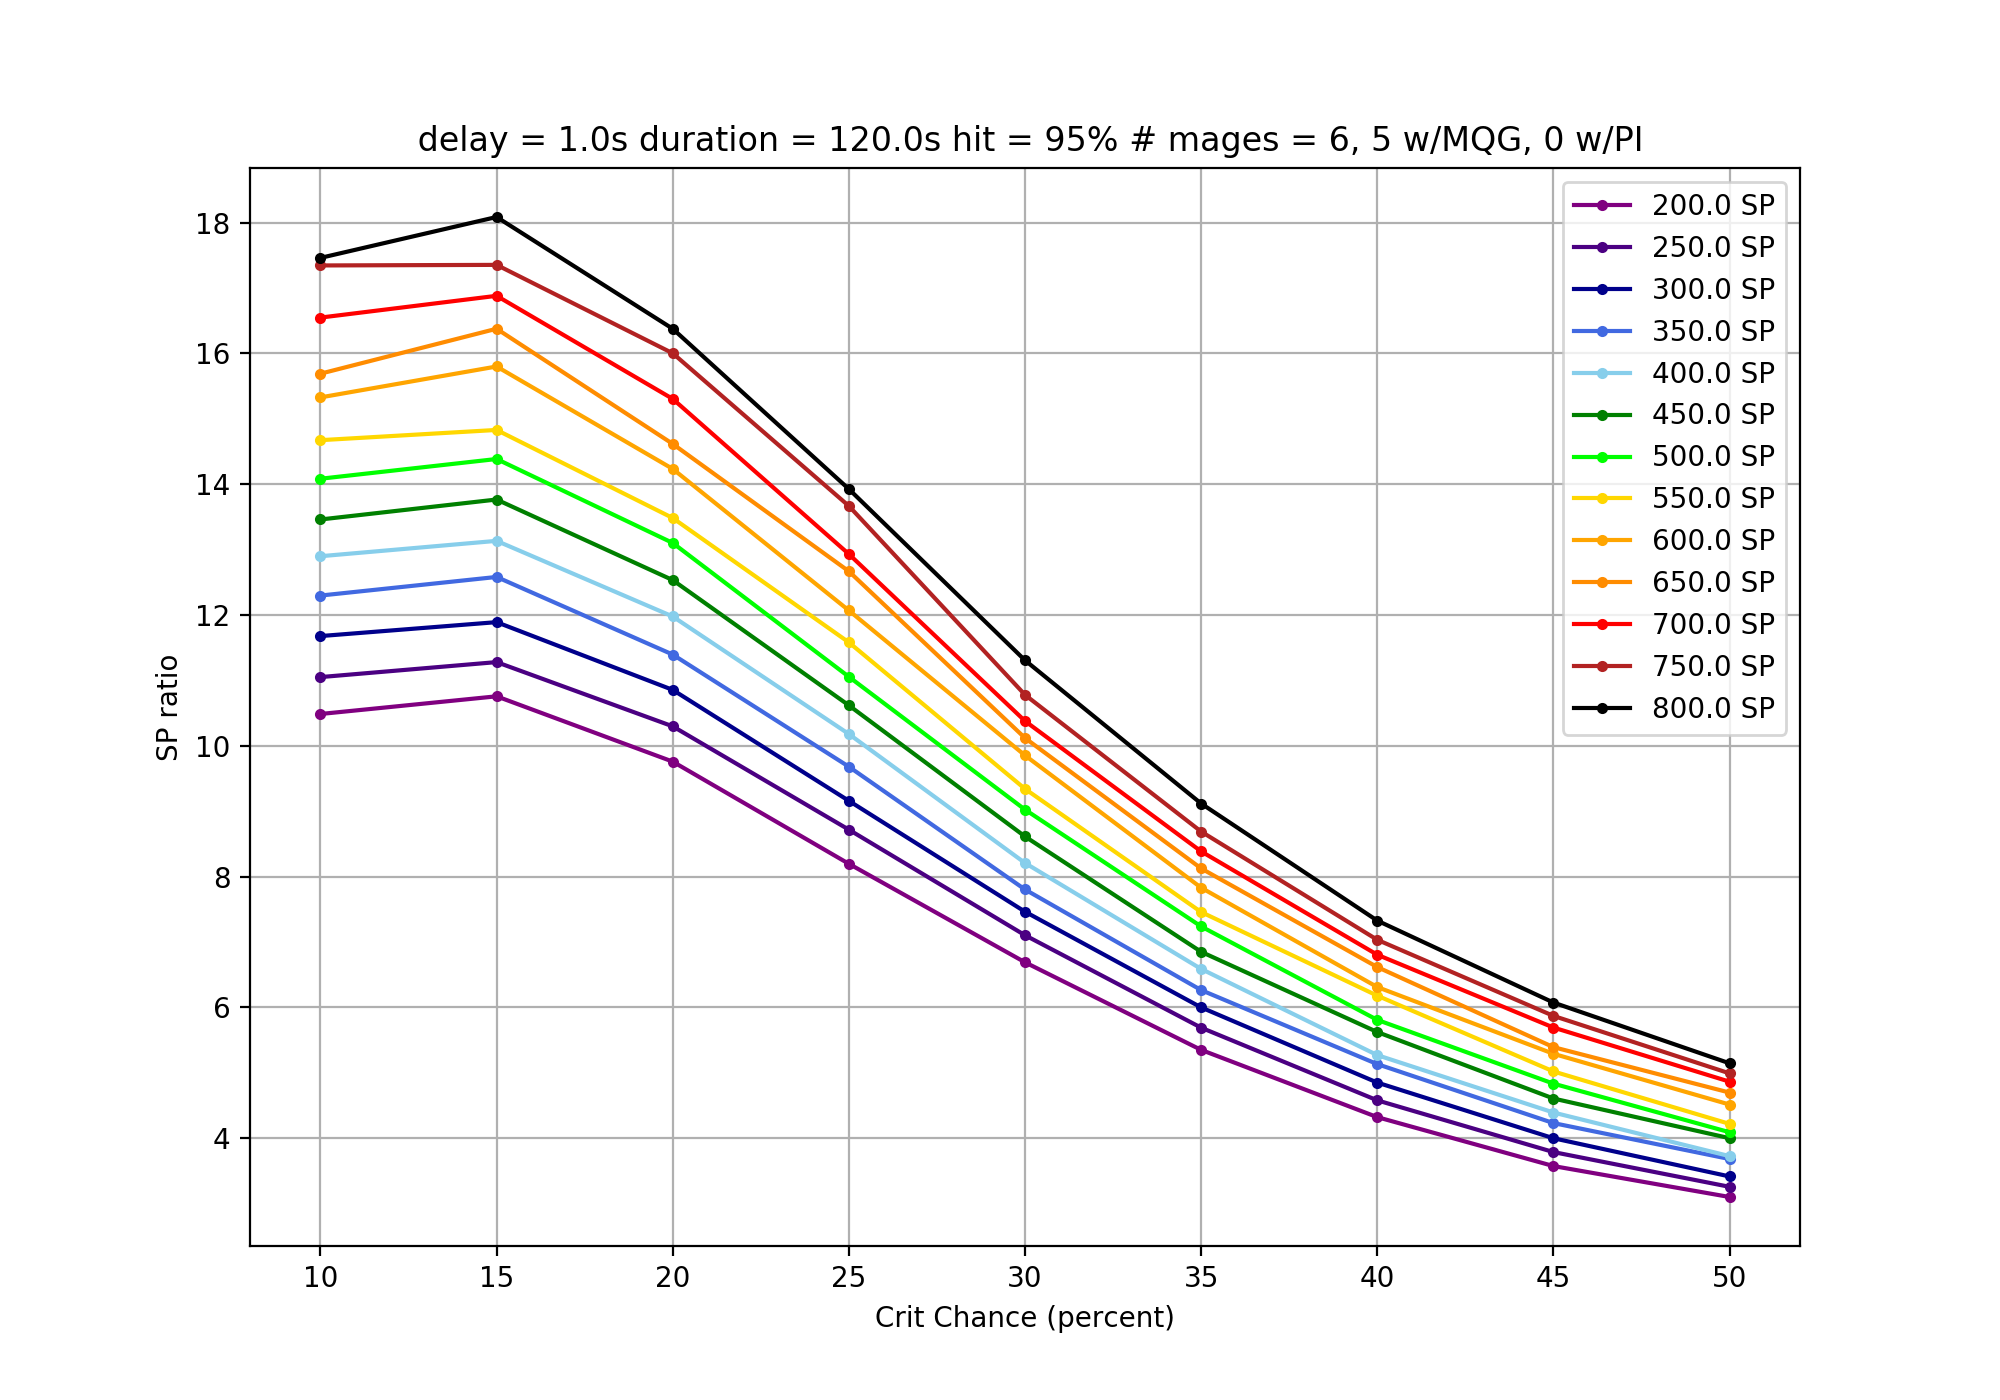 delay = 1.0s duration = 120.0s hit = 95% # mages = 6, 5 w/MQG, 0 w/PI
200.0 SP
250.0 SP
300.0 SP
350.0 SP
400.0 SP
450.0 SP
500.0 SP
550.0 SP
600.0 SP
650.0 SP
700.0 SP
750.0 SP
800.0 SP
SP ratio
18
16
14
12
10
8
6
4
10 15 20 25 30 35 40 45 50
Crit Chance (percent)